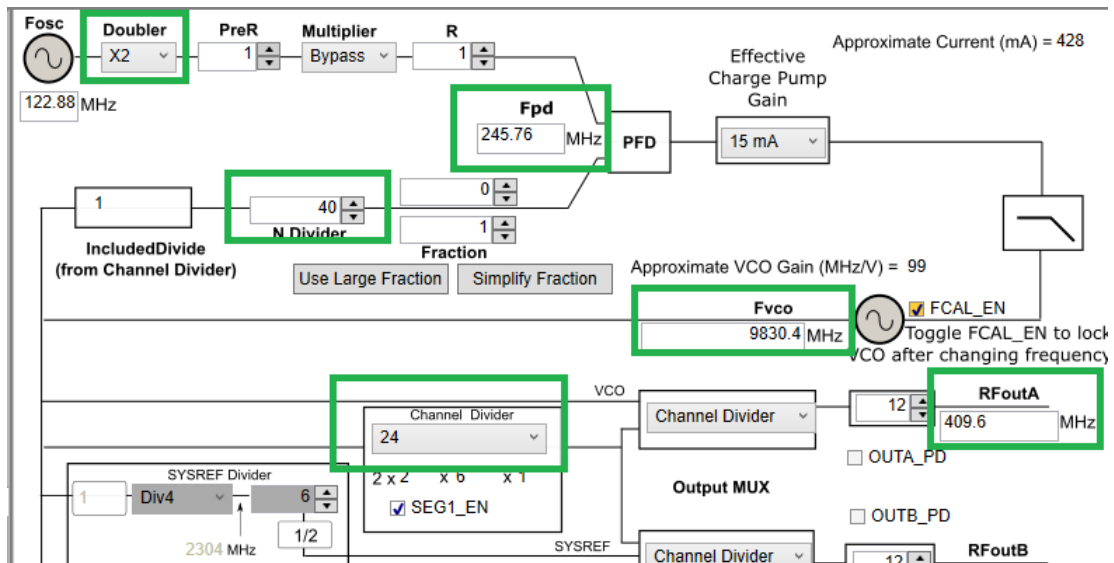 Fosc
Doubler PreR Multiplier R
X2 1 Bypass 1
122.88 MHz
Approximate Current (mA) = 428
Effective
Charge Pump
Gain
Fpd
245.76 MHz
PFD
15 mA
1
IncludedDivide
(from Channel Divider)
40
N Divider
0
1
Fraction
Use Large Fraction Simplify Fraction
Approximate VCO Gain (MHz/V) = 99
Fvco
9830.4 MHz
FCAL_EN
Toggle FCAL_EN to lock
VCO after changing frequency
VCO
Channel Divider
24
2 x 2 x 6 x 1
SEG1_EN
Channel Divider
12
RFoutA
409.6 MHz
OUTA_PD
Output MUX
OUTB_PD
SYSREF Divider
1 Div4 6
2304 MHz
1/2
SYSREF
Channel Divider
12
RFoutB